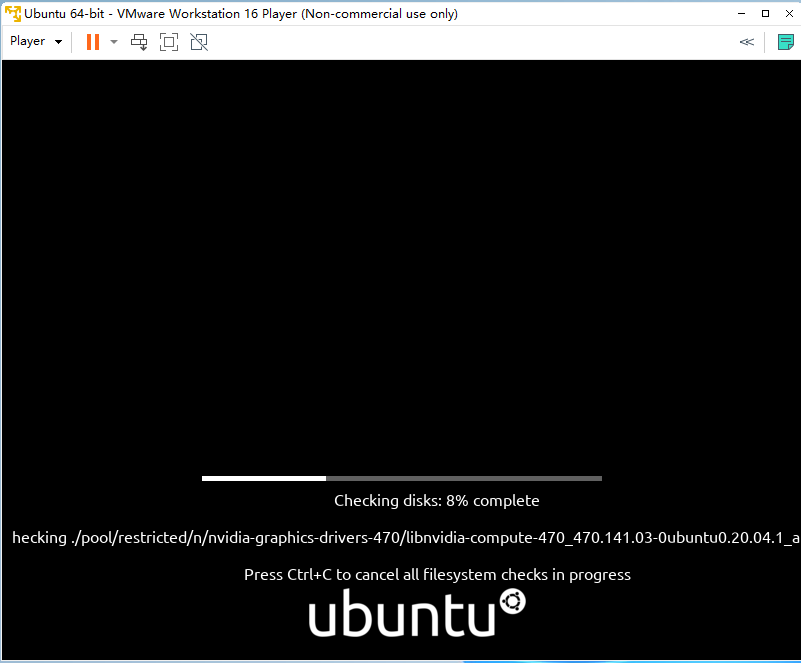 Ubuntu 64-bit - VMware Workstation 16 Player (Non-commercial use only)
Player
Checking disks: 8% complete
hecking ./pool/restricted/n/nvidia-graphics-drivers-470/libnvidia-compute-470_470.141.03-0ubuntu0.20.04.1_a
Press Ctrl+C to cancel all filesystem checks in progress
ubuntu